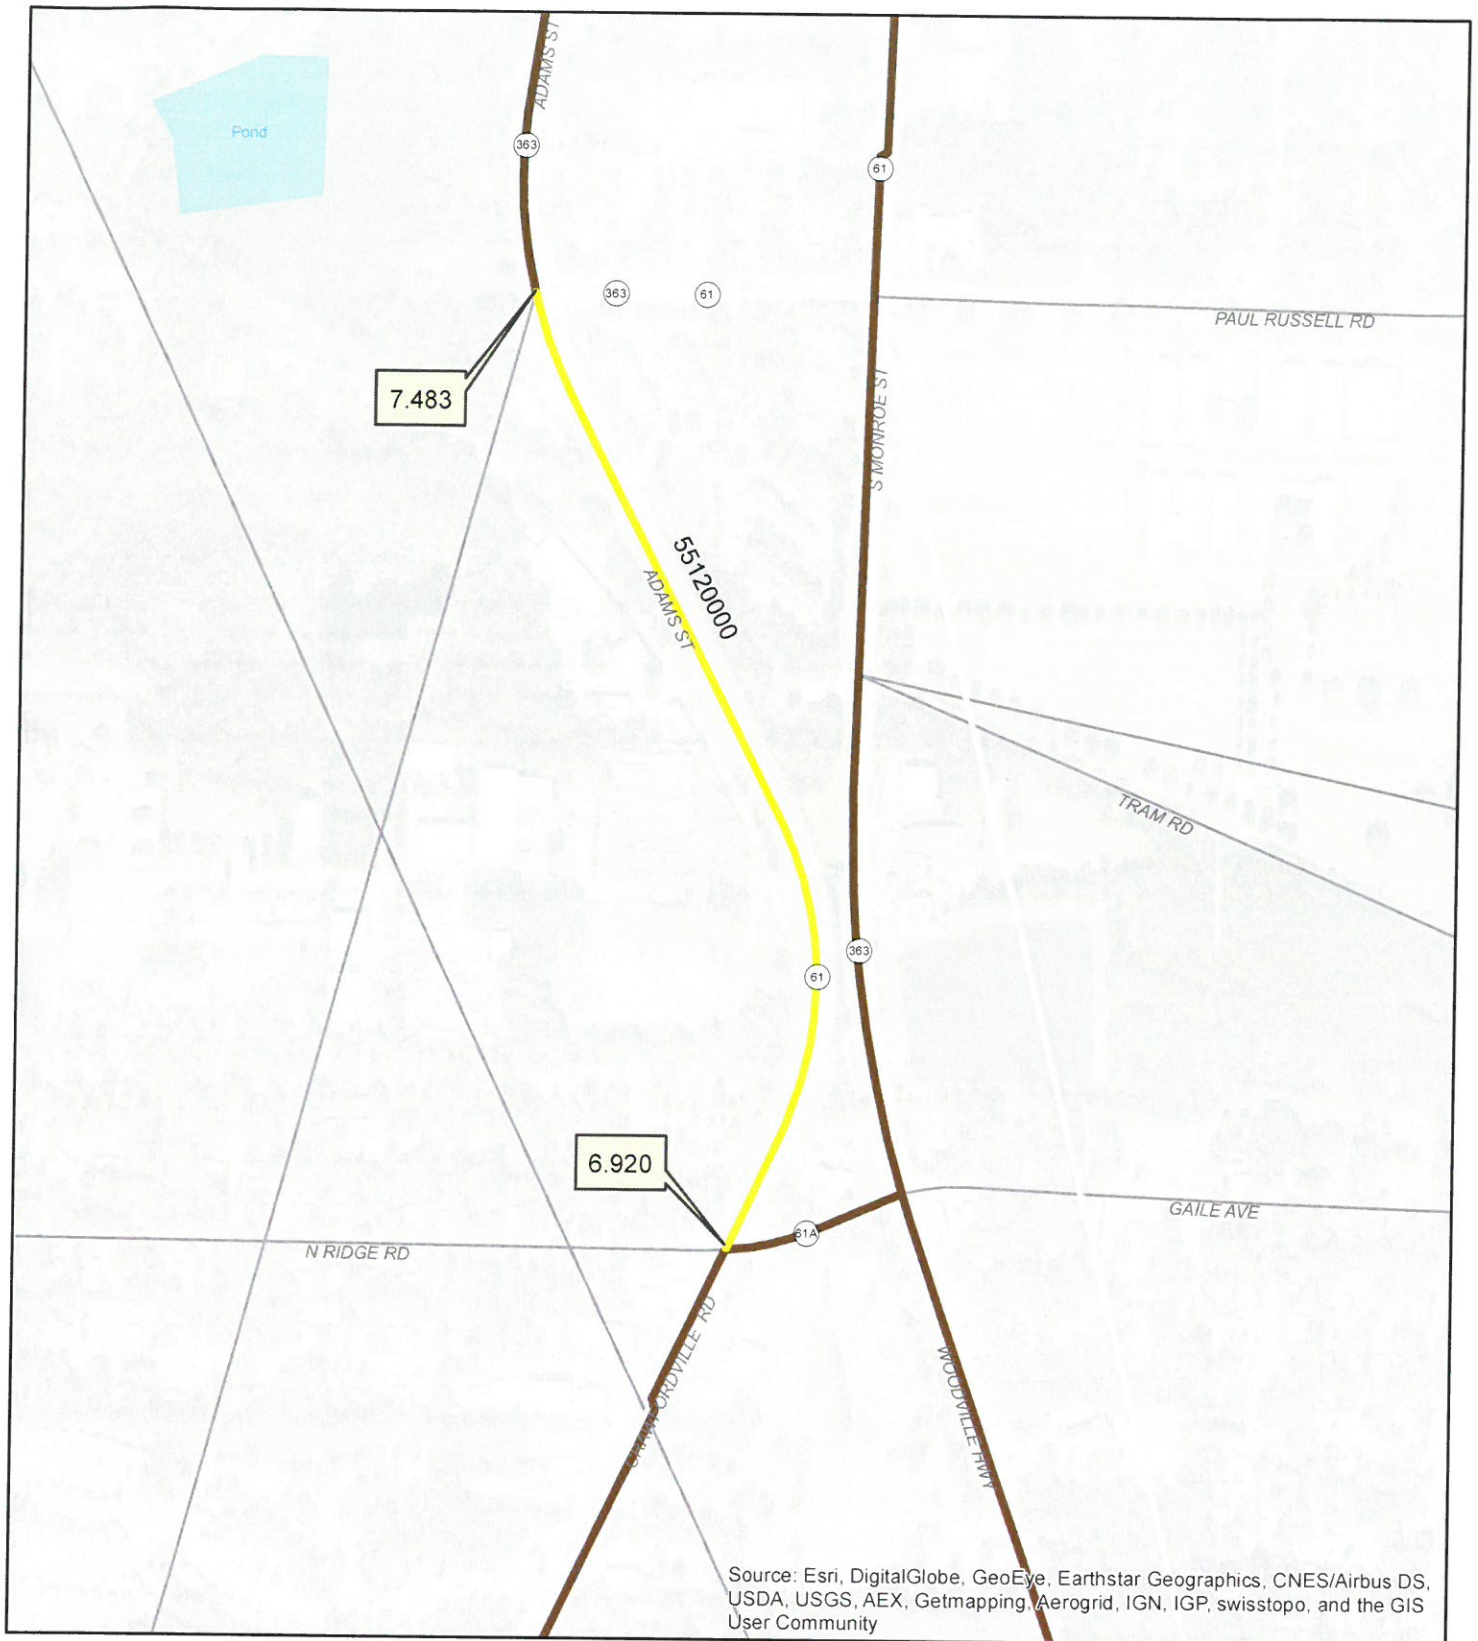 ADAMS ST
Pond
363
61
363
61
PAUL RUSSELL RD
7.483
S MONROE ST
55120000
ADAMS ST
TRAM RD
363
61
6.920
GAILE AVE
61A
N RIDGE RD
CRAWFORDVILLE RD
WOODVILLE HWY
Source: Esri, DigitalGlobe, GeoEye, Earthstar Geographics, CNES/Airbus DS,
USDA, USGS, AEX, Getmapping, Aerogrid, IGN, IGP, swisstopo, and the GIS
User Community